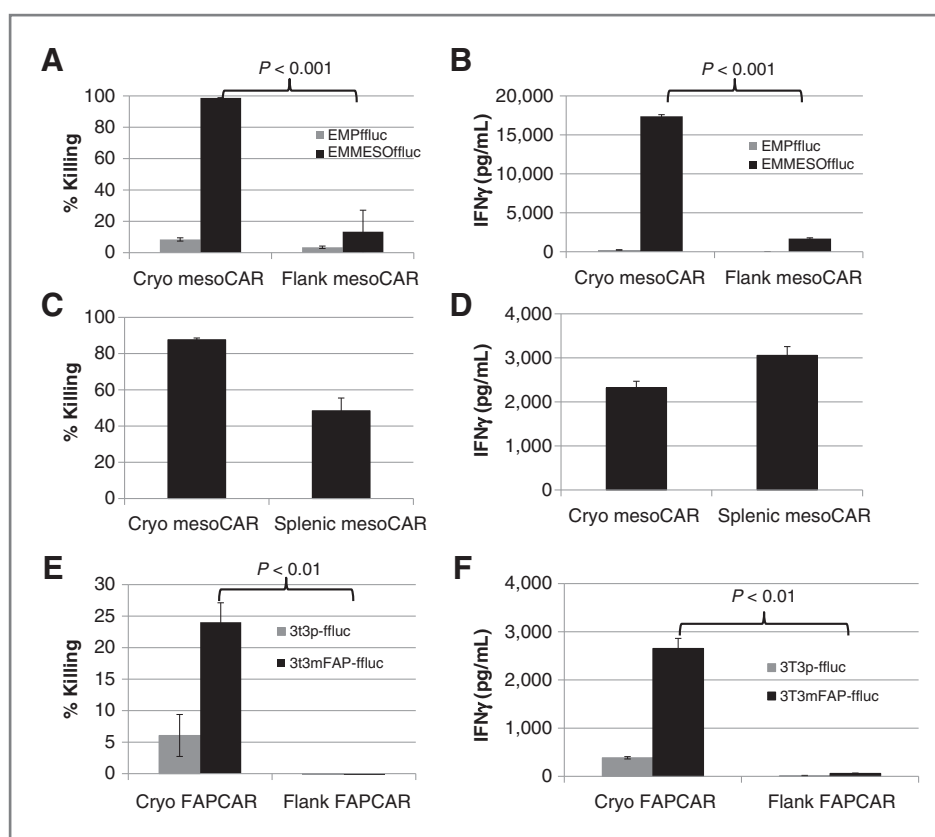 A
P < 0.001
% Killing
100
80
60
40
20
0
EMPffluc
EMMESOffluc
Cryo mesoCAR
Flank mesoCAR
B
P < 0.001
IFNγ (pg/mL)
20,000
15,000
10,000
5,000
0
EMPffluc
EMMESOffluc
Cryo mesoCAR
Flank mesoCAR
C
% Killing
100
80
60
40
20
0
Cryo mesoCAR
Splenic mesoCAR
D
IFNγ (pg/mL)
4,000
3,000
2,000
1,000
0
Cryo mesoCAR
Splenic mesoCAR
E
P < 0.01
% Killing
30
25
20
15
10
5
0
3t3p-ffluc
3t3mFAP-ffluc
Cryo FAPCAR
Flank FAPCAR
F
P < 0.01
IFNγ (pg/mL)
4,000
3,000
2,000
1,000
0
3T3p-ffluc
3T3mFAP-ffluc
Cryo FAPCAR
Flank FAPCAR